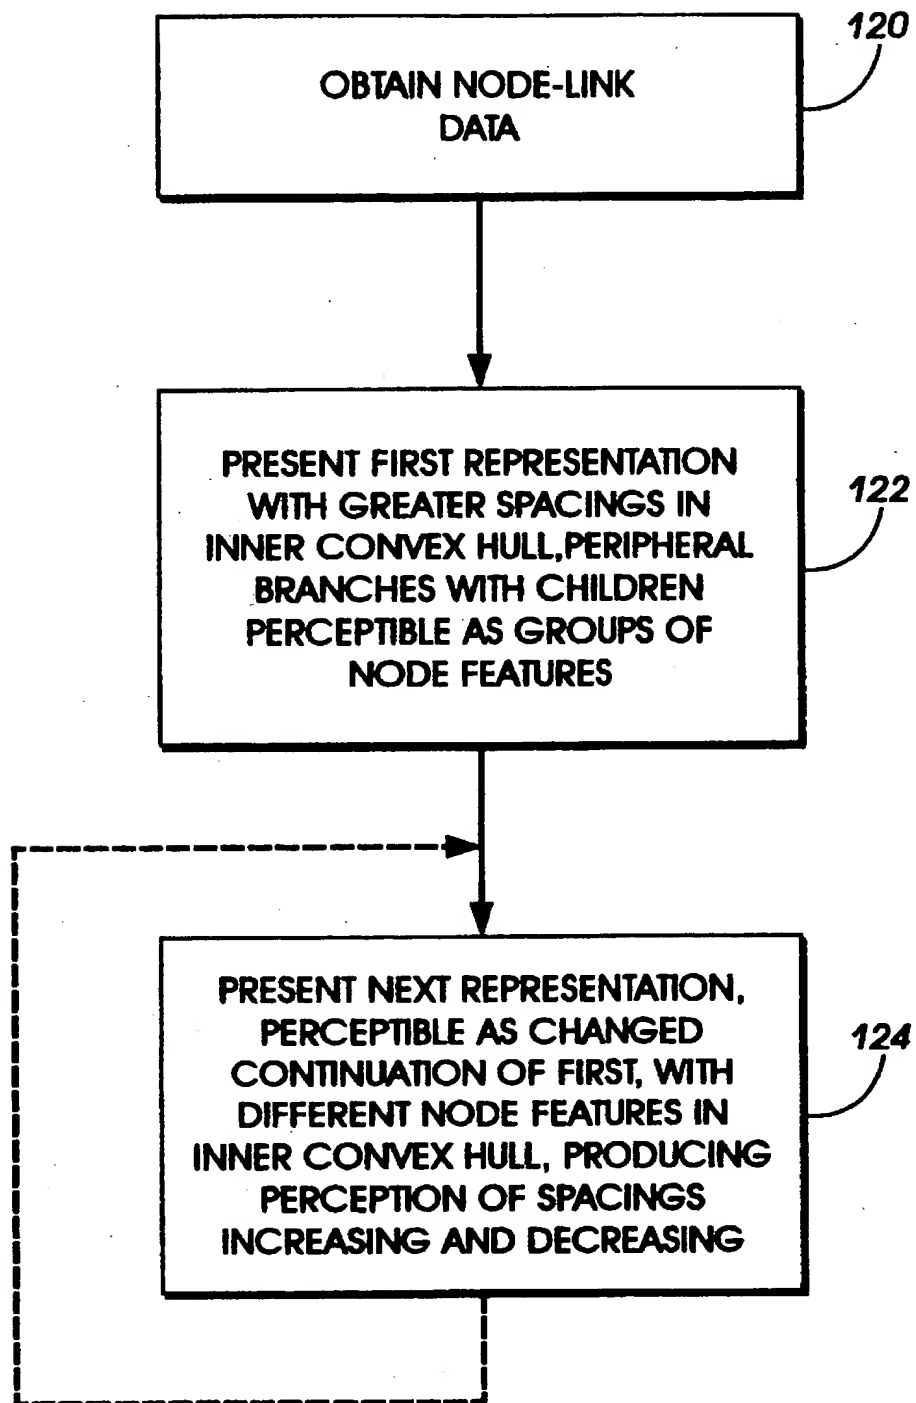 120
OBTAIN NODE-LINK
DATA
PRESENT FIRST REPRESENTATION
WITH GREATER SPACINGS IN
INNER CONVEX HULL,PERIPHERAL
BRANCHES WITH CHILDREN
PERCEPTIBLE AS GROUPS OF
NODE FEATURES
122
PRESENT NEXT REPRESENTATION,
PERCEPTIBLE AS CHANGED
CONTINUATION OF FIRST, WITH
DIFFERENT NODE FEATURES IN
INNER CONVEX HULL, PRODUCING
PERCEPTION OF SPACINGS
INCREASING AND DECREASING
124